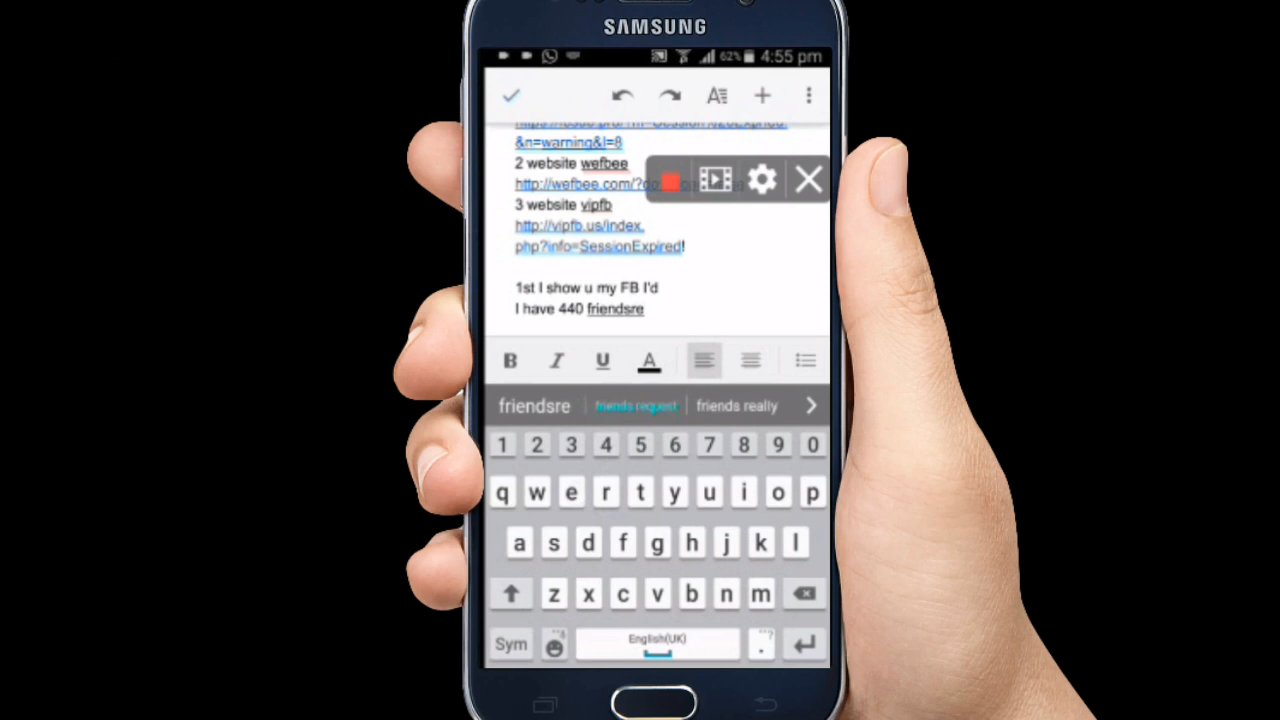 SAMSUNG
62% 4:55 pm
&n=warning&l=8
2 website wefbee
http://wefbee.com/?
3 website vipfb
http://vipfb.us/index.
php?info=SessionExpired!
1st I show u my FB I'd
I have 440 friendsre
B I U A
friendsre friends request friends really
1 2 3 4 5 6 7 8 9 0
q w e r t y u i o p
a s d f g h j k l
z x c v b n m
Sym English(UK) .